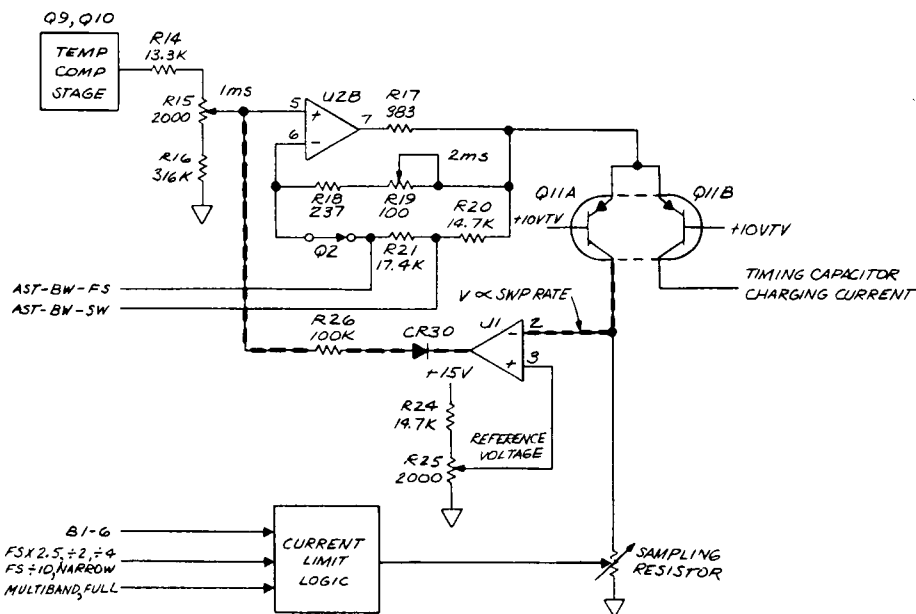 Q9, Q10
TEMP
COMP
STAGE
R14
13.3K
1ms
R15
2000
R16
316K
5
+
6
-
U2B
7
R17
383
2ms
R18
237
R19
100
R20
14.7K
Q2
R21
17.4K
Q11A
Q11B
+10VTV
+10VTV
TIMING CAPACITOR
CHARGING CURRENT
AST-BW-FS
AST-BW-SW
V ∝ SWP RATE
R26
100K
CR30
U1
2
-
3
+
+15V
R24
14.7K
REFERENCE
VOLTAGE
R25
2000
B1-6
FSX2.5,÷2,÷4
FS÷10,NARROW
MULTIBAND,FULL
CURRENT
LIMIT
LOGIC
SAMPLING
RESISTOR